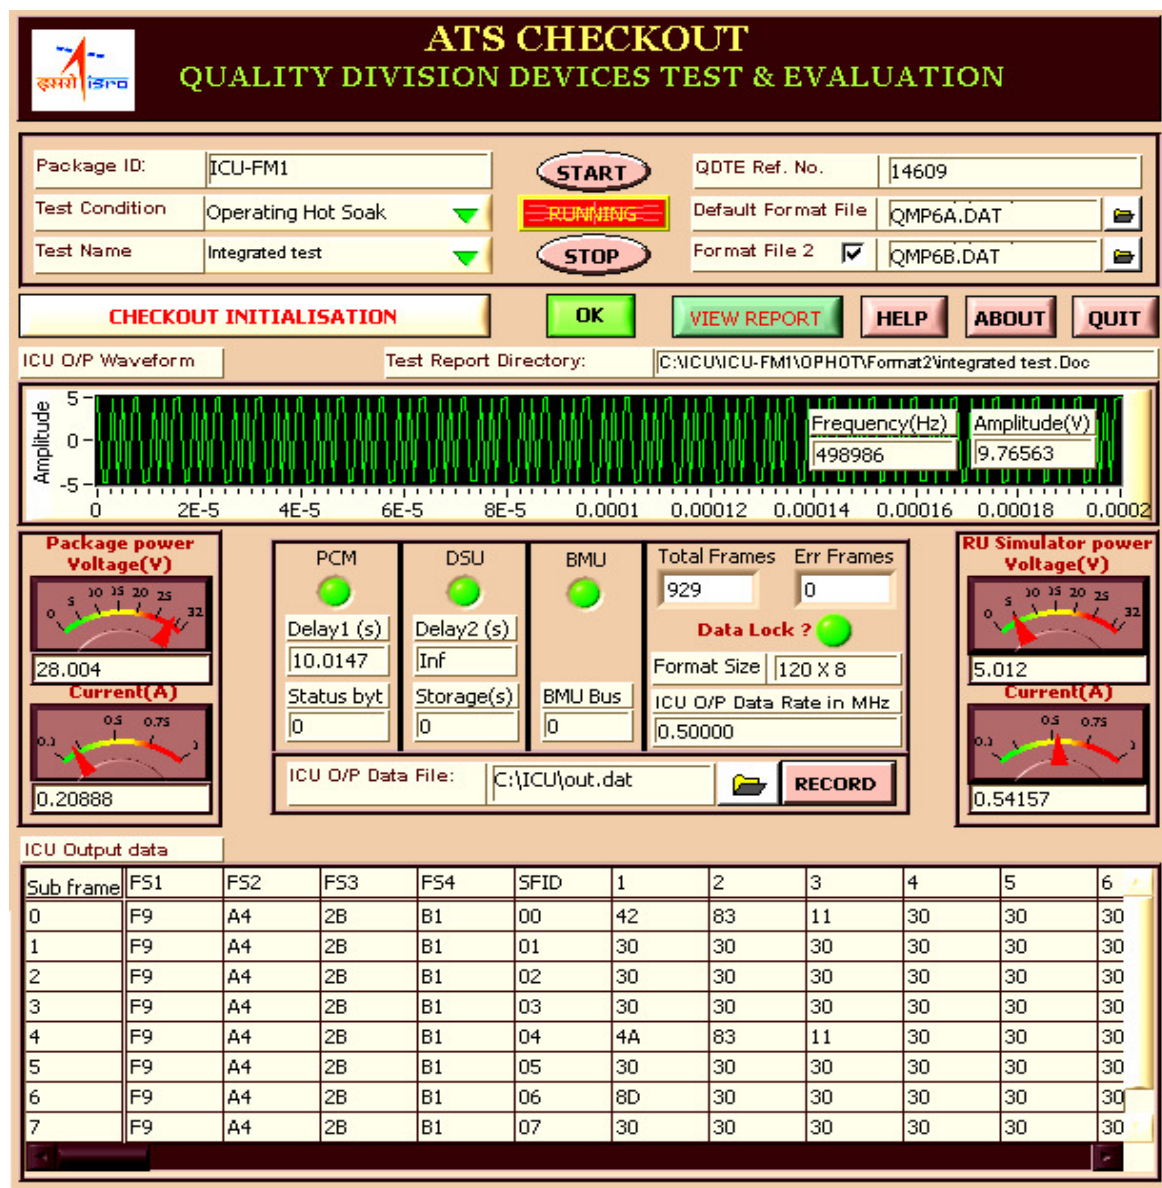 ATS CHECKOUT
QUALITY DIVISION DEVICES TEST & EVALUATION
इसरो isro
Package ID: ICU-FM1 START QDTE Ref. No. 14609
Test Condition Operating Hot Soak RUNNING Default Format File QMP6A.DAT
Test Name Integrated test STOP Format File 2 QMP6B.DAT
CHECKOUT INITIALISATION OK VIEW REPORT HELP ABOUT QUIT
ICU O/P Waveform Test Report Directory: C:\ICU\ICU-FM1\OPHOT\Format2\integrated test.Doc
Amplitude
5
0
-5
Frequency(Hz) Amplitude(V)
498986 9.76563
0 2E-5 4E-5 6E-5 8E-5 0.0001 0.00012 0.00014 0.00016 0.00018 0.0002
Package power
Voltage(V)
0 5 10 15 20 25 32
28.004
Current(A)
0.1 0.5 0.75 1
0.20888
PCM DSU BMU Total Frames Err Frames
929 0
Data Lock ?
Delay1 (s) Delay2 (s)
10.0147 Inf
Format Size 120 X 8
Status byt Storage(s) BMU Bus
0 0 0
ICU O/P Data Rate in MHz
0.50000
ICU O/P Data File: C:\ICU\out.dat RECORD
RU Simulator power
Voltage(V)
0 5 10 15 20 25 32
5.012
Current(A)
0.1 0.5 0.75 1
0.54157
ICU Output data
Sub frame FS1 FS2 FS3 FS4 SFID 1 2 3 4 5 6
0 F9 A4 2B B1 00 42 83 11 30 30 30
1 F9 A4 2B B1 01 30 30 30 30 30 30
2 F9 A4 2B B1 02 30 30 30 30 30 30
3 F9 A4 2B B1 03 30 30 30 30 30 30
4 F9 A4 2B B1 04 4A 83 11 30 30 30
5 F9 A4 2B B1 05 30 30 30 30 30 30
6 F9 A4 2B B1 06 8D 30 30 30 30 30
7 F9 A4 2B B1 07 30 30 30 30 30 30